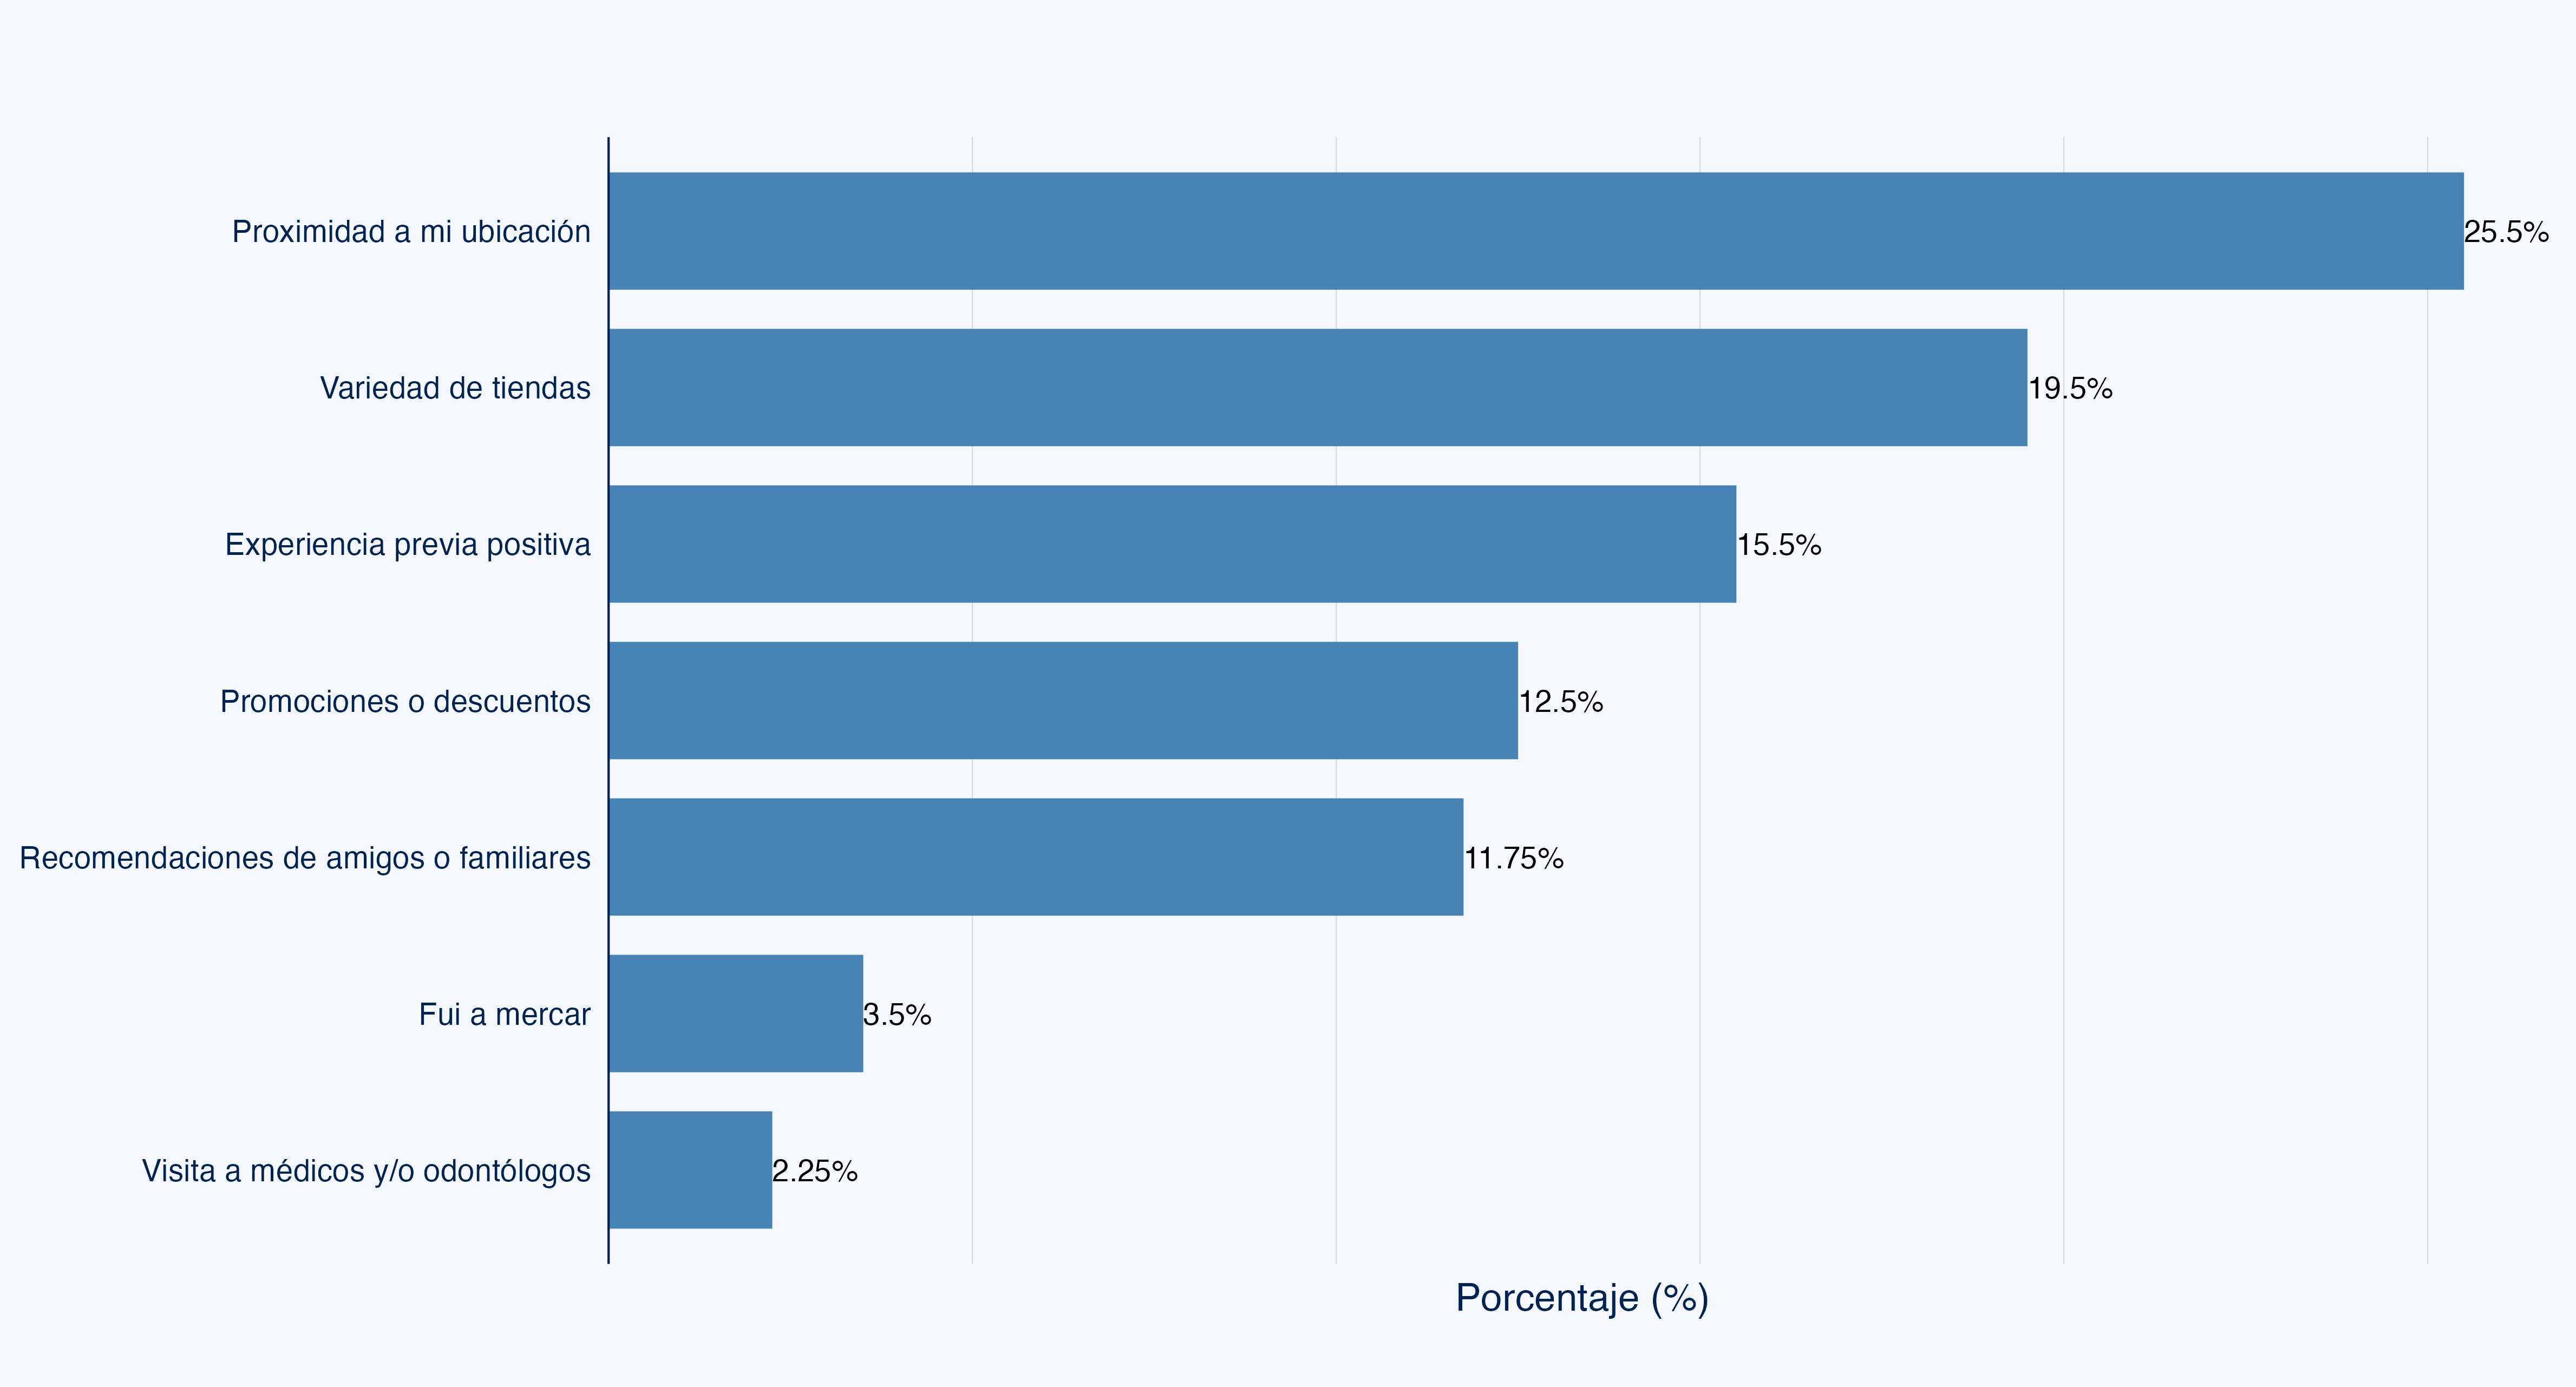 Proximidad a mi ubicación 25.5%
Variedad de tiendas 19.5%
Experiencia previa positiva 15.5%
Promociones o descuentos 12.5%
Recomendaciones de amigos o familiares 11.75%
Fui a mercar 3.5%
Visita a médicos y/o odontólogos 2.25%
Porcentaje (%)